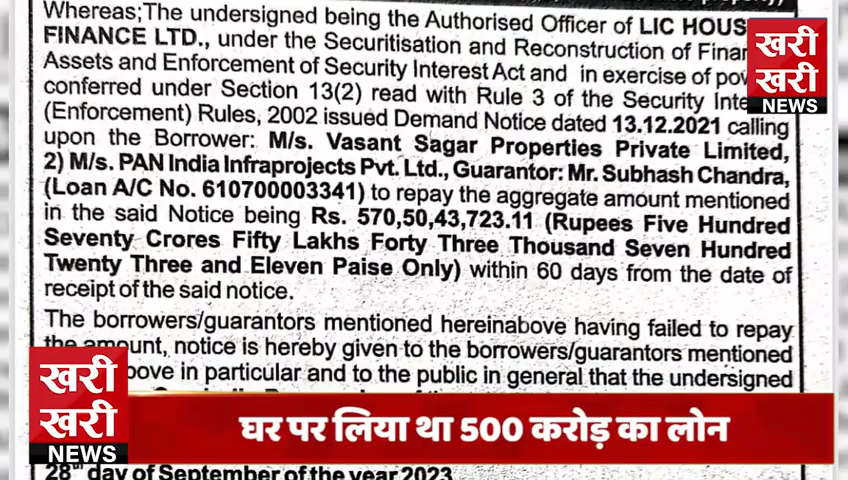 Whereas;The undersigned being the Authorised Officer of LIC HOUS
FINANCE LTD., under the Securitisation and Reconstruction of Finan
Assets and Enforcement of Security Interest Act and in exercise of pow
conferred under Section 13(2) read with Rule 3 of the Security Inte
(Enforcement) Rules, 2002 issued Demand Notice dated 13.12.2021 calling
upon the Borrower: M/s. Vasant Sagar Properties Private Limited,
2) M/s. PAN India Infraprojects Pvt. Ltd., Guarantor: Mr. Subhash Chandra,
(Loan A/C No. 610700003341) to repay the aggregate amount mentioned
in the said Notice being Rs. 570,50,43,723.11 (Rupees Five Hundred
Seventy Crores Fifty Lakhs Forty Three Thousand Seven Hundred
Twenty Three and Eleven Paise Only) within 60 days from the date of
receipt of the said notice.
The borrowers/guarantors mentioned hereinabove having failed to repay
the amount, notice is hereby given to the borrowers/guarantors mentioned
bove in particular and to the public in general that the undersigned
28th day of September of the year 2023
खरी
खरी
NEWS
खरी
खरी
NEWS
घर पर लिया था 500 करोड़ का लोन